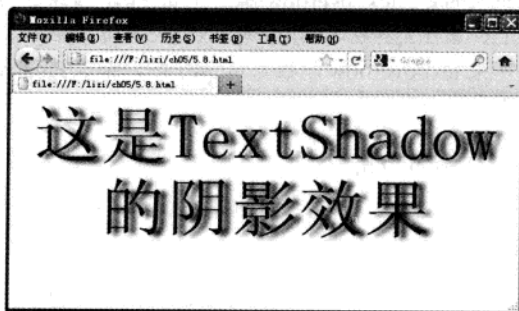 Mozilla Firefox
文件(F) 编辑(E) 查看(V) 历史(S) 书签(B) 工具(T) 帮助(H)
file:///F:/lizi/ch05/5.8.html Google
file:///F:/lizi/ch05/5.8.html +
这是TextShadow
的阴影效果